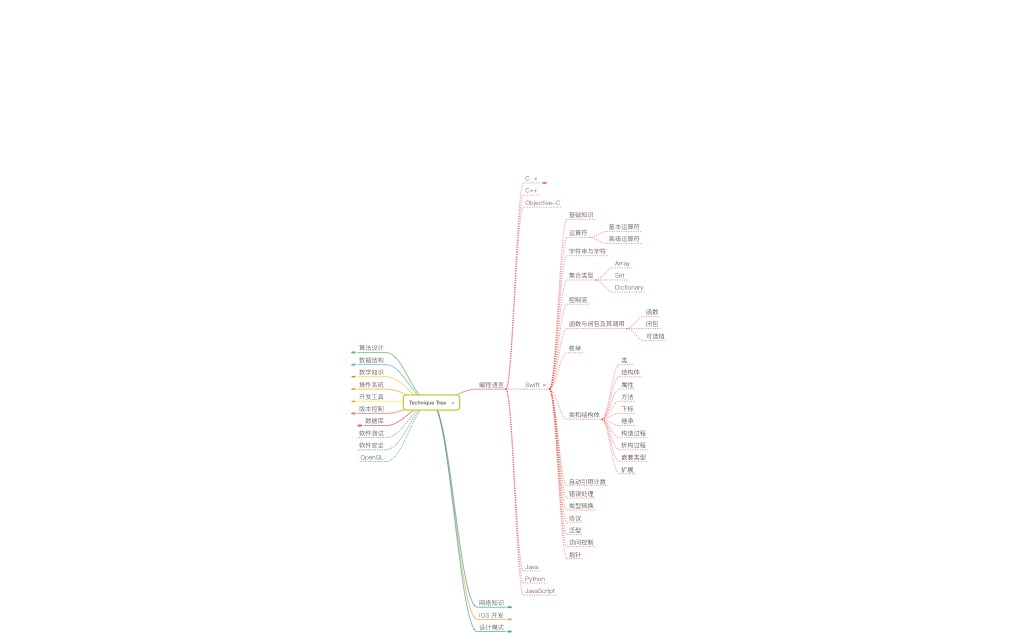 C
C++
Objective-C
基础知识
运算符
基本运算符
高级运算符
字符串与字符
集合类型
Array
Set
Dictionary
控制流
函数与闭包及其调用
函数
闭包
可选链
枚举
算法设计
数据结构
数学知识
操作系统
开发工具
版本控制
数据库
软件测试
软件安全
OpenGL
Technique Tree
编程语言
Swift
类和结构体
类
结构体
属性
方法
下标
继承
构造过程
析构过程
嵌套类型
扩展
自动引用计数
错误处理
类型转换
协议
泛型
访问控制
指针
Java
Python
JavaScript
网络知识
iOS 开发
设计模式